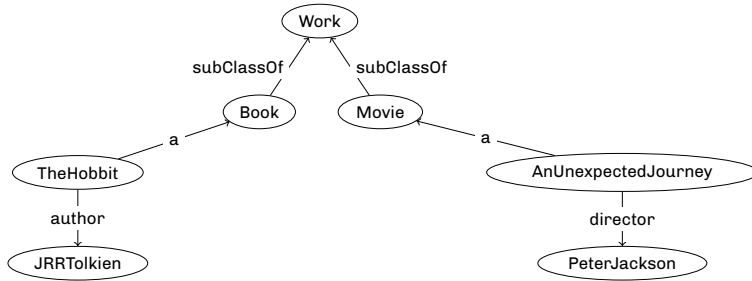 Work
subClassOf
subClassOf
Book
Movie
a
a
TheHobbit
AnUnexpectedJourney
author
director
JRRTolkien
PeterJackson